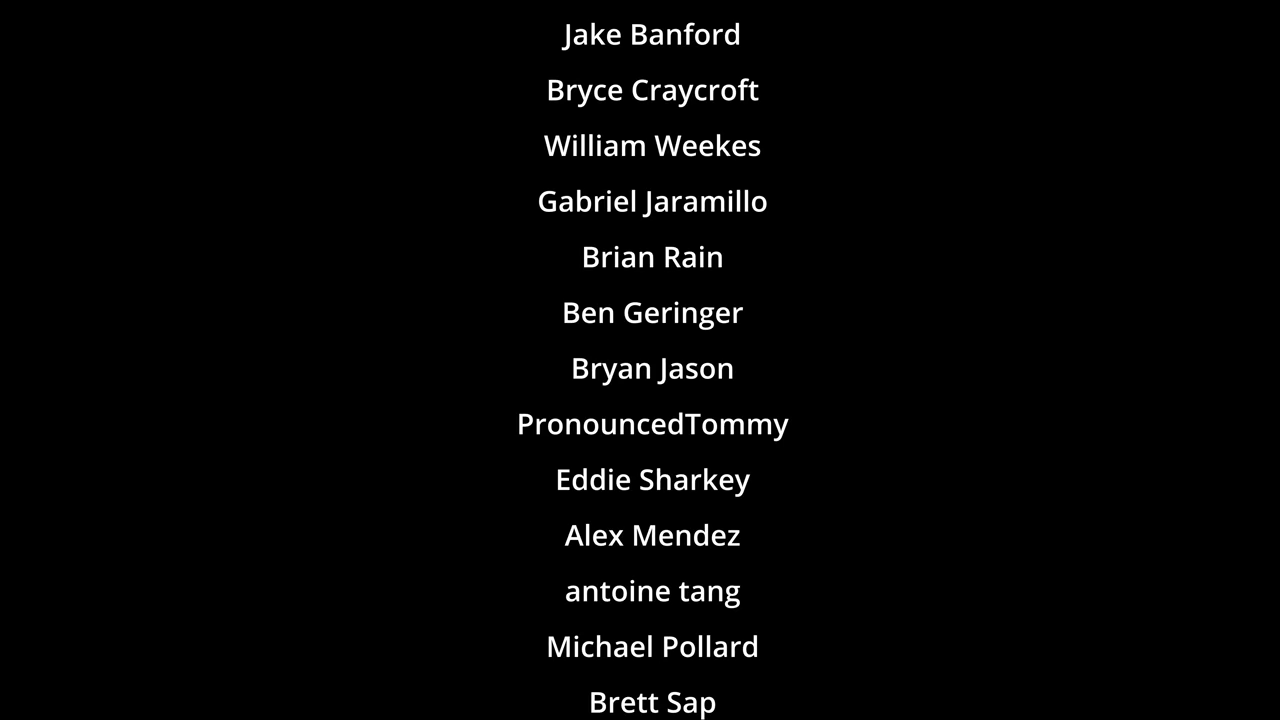 Jake Banford
Bryce Craycroft
William Weekes
Gabriel Jaramillo
Brian Rain
Ben Geringer
Bryan Jason
PronouncedTommy
Eddie Sharkey
Alex Mendez
antoine tang
Michael Pollard
Brett Sap